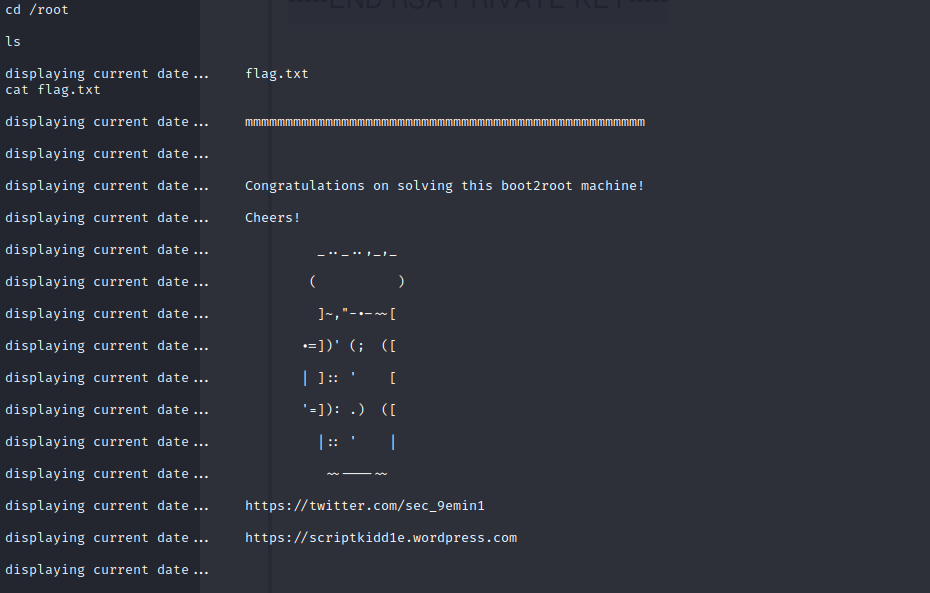 -----END RSA PRIVATE KEY-----
cd /root
ls
displaying current date... flag.txt
cat flag.txt
displaying current date... mmmmmmmmmmmmmmmmmmmmmmmmmmmmmmmmmmmmmmmmmmmmmmmmmm
displaying current date...
displaying current date... Congratulations on solving this boot2root machine!
displaying current date... Cheers!
displaying current date...          _.._..,_,_
displaying current date...         (          )
displaying current date...          ]~,"-.-~~[
displaying current date...        .=])' (;  ([
displaying current date...        | ]:: '    [
displaying current date...        '=]): .)  ([
displaying current date...          |:: '    |
displaying current date...           ~~----~~
displaying current date... https://twitter.com/sec_9emin1
displaying current date... https://scriptkidd1e.wordpress.com
displaying current date...